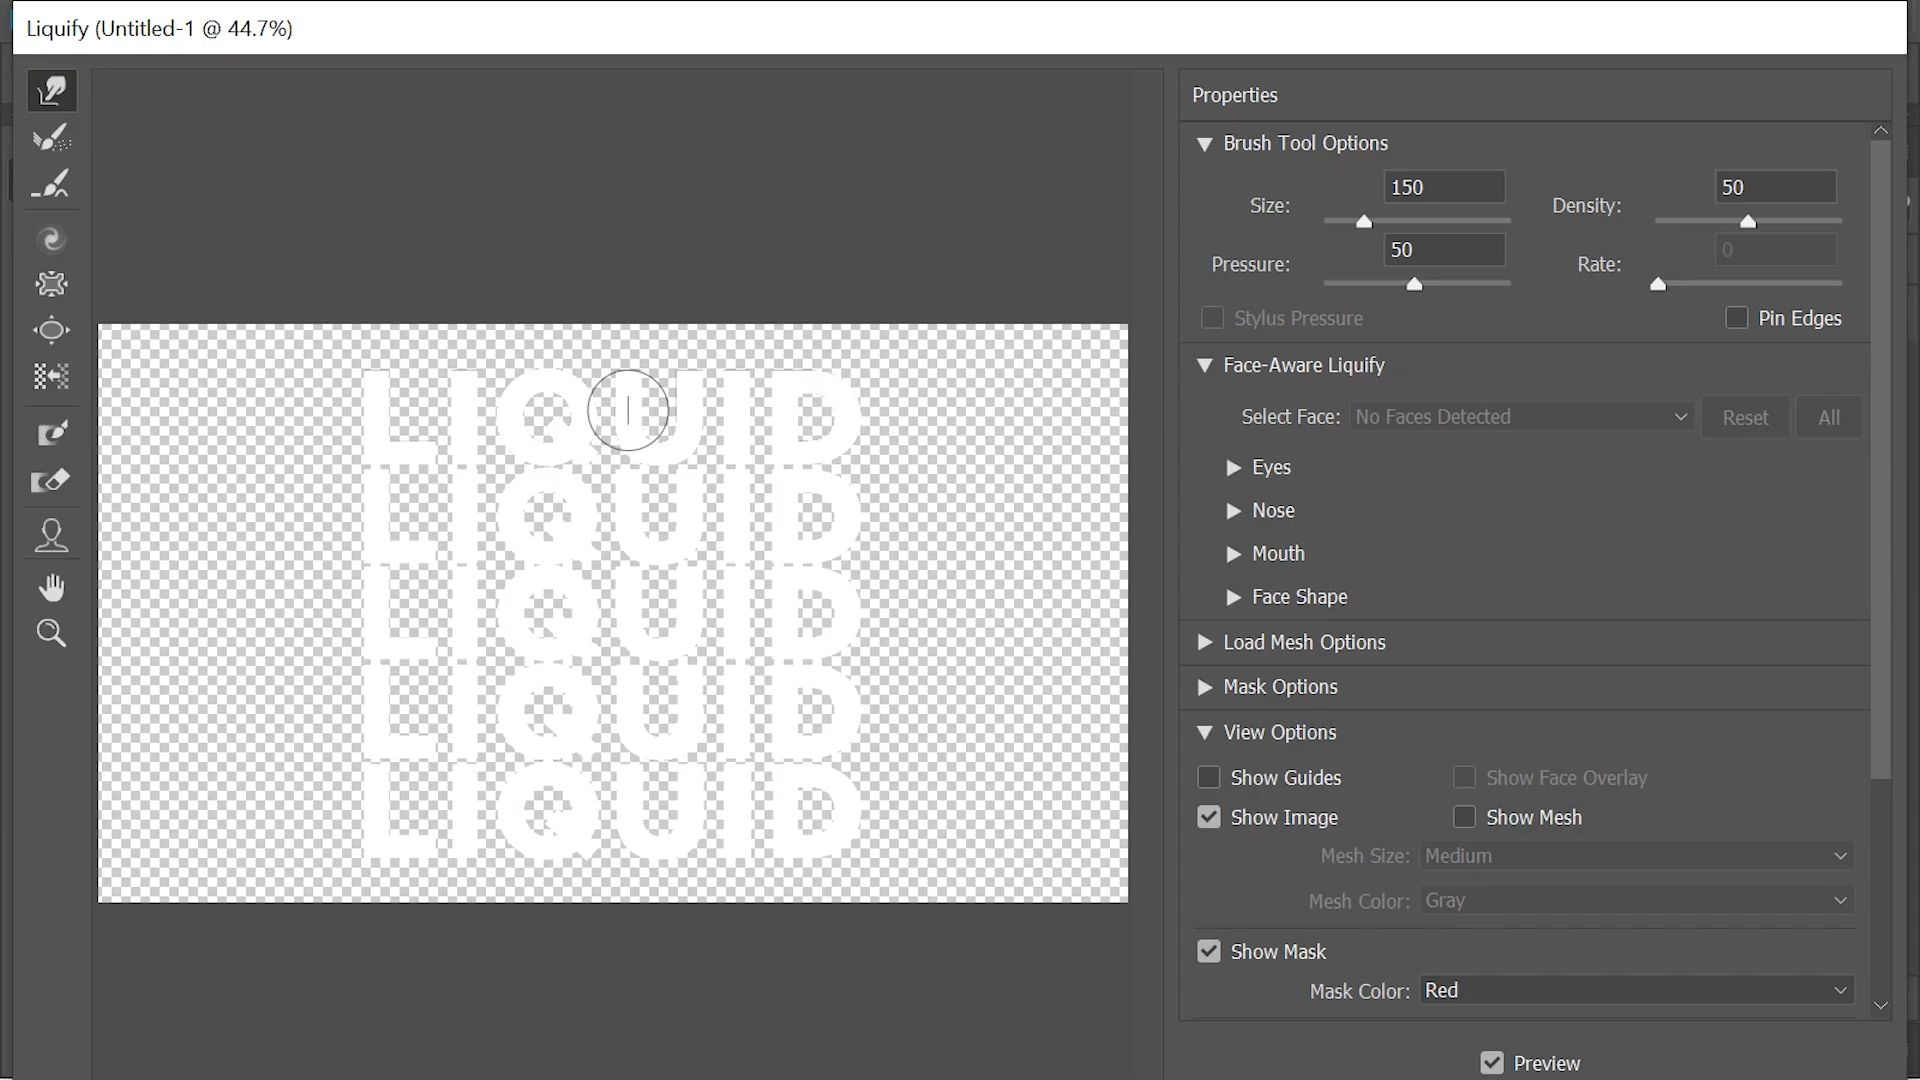 Liquify (Untitled-1 @ 44.7%)
Properties
Brush Tool Options
Size: 150
Density: 50
Pressure: 50
Rate: 0
Stylus Pressure
Pin Edges
Face-Aware Liquify
Select Face: No Faces Detected Reset All
Eyes
Nose
Mouth
Face Shape
Load Mesh Options
Mask Options
View Options
Show Guides Show Face Overlay
Show Image Show Mesh
Mesh Size: Medium
Mesh Color: Gray
Show Mask
Mask Color: Red
Preview
LIQUID
LIQUID
LIQUID
LIQUID
LIQUID